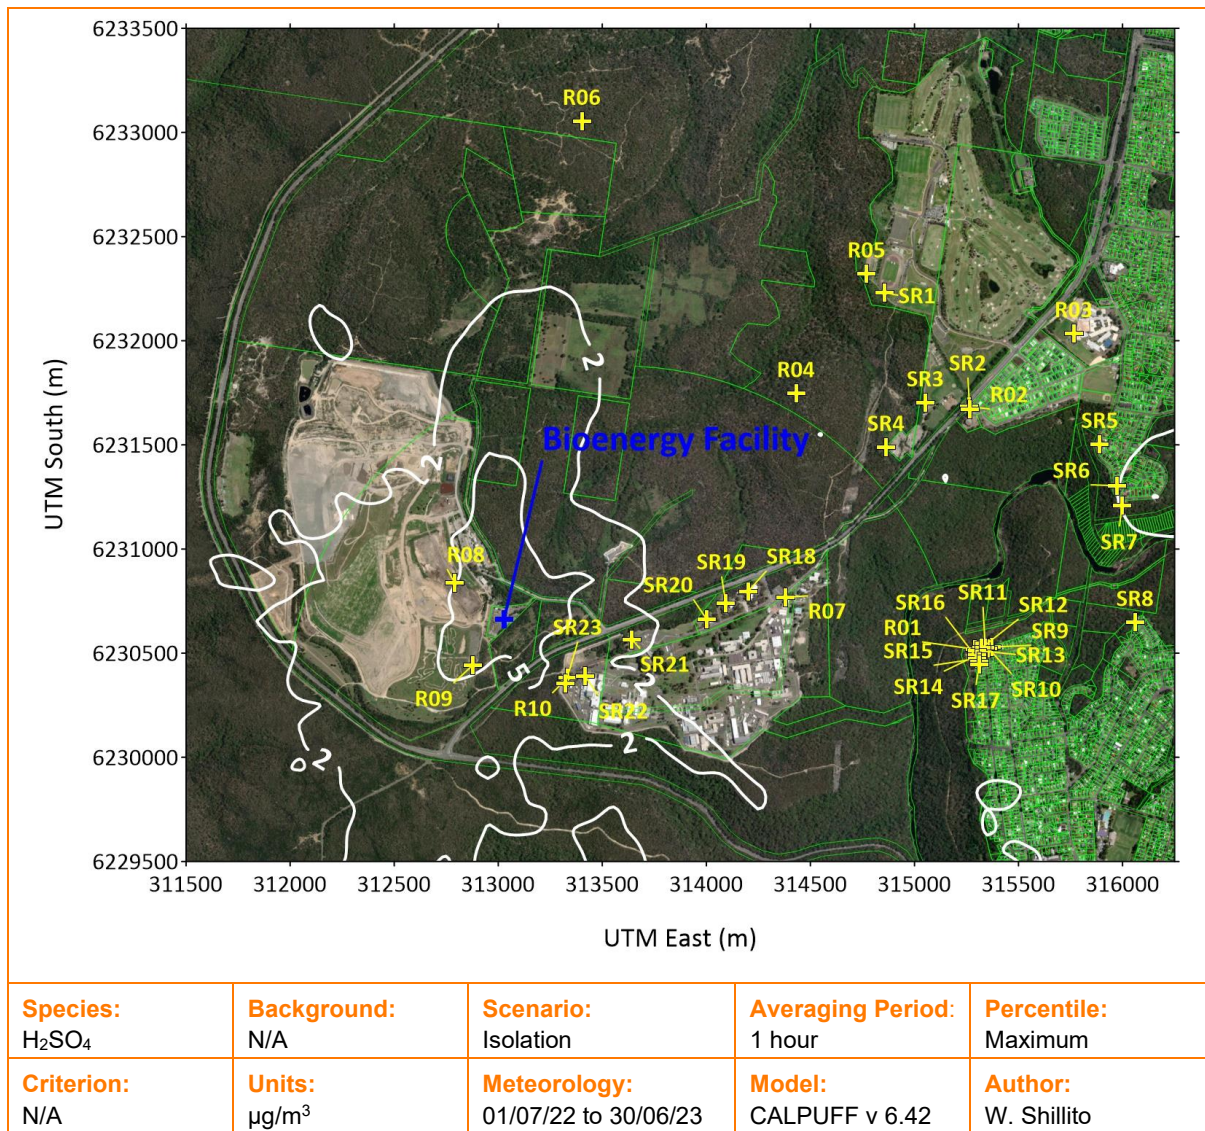 6233500
6233000
6232500
6232000
6231500
6231000
6230500
6230000
6229500
UTM South (m)
R06
R05
SR1
R03
2
R04
SR2
SR3
R02
SR4
SR5
Bioenergy Facility
2
SR6
SR7
R08
SR19
SR18
SR20
R07
SR16
SR11
SR12
SR8
R01
SR9
SR15
SR13
SR23
SR21
SR14
SR10
SR17
R09
5
2
R10
SR22
2
2
311500 312000 312500 313000 313500 314000 314500 315000 315500 316000
UTM East (m)
Species: Background: Scenario: Averaging Period: Percentile:
H₂SO₄ N/A Isolation 1 hour Maximum
Criterion: Units: Meteorology: Model: Author:
N/A µg/m³ 01/07/22 to 30/06/23 CALPUFF v 6.42 W. Shillito